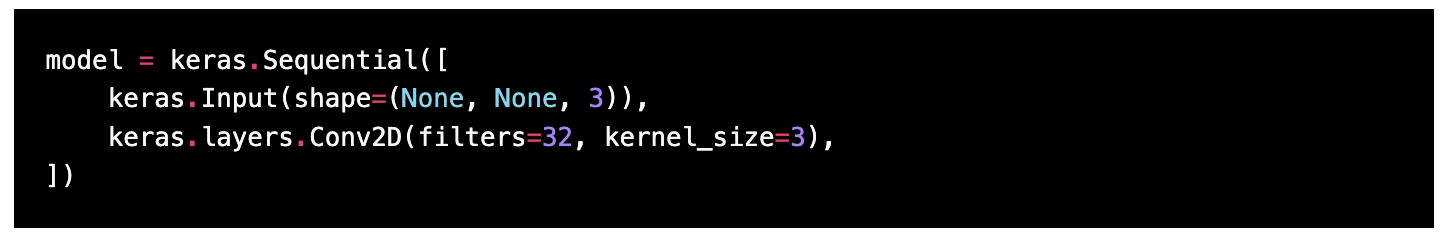 model = keras.Sequential([
    keras.Input(shape=(None, None, 3)),
    keras.layers.Conv2D(filters=32, kernel_size=3),
])